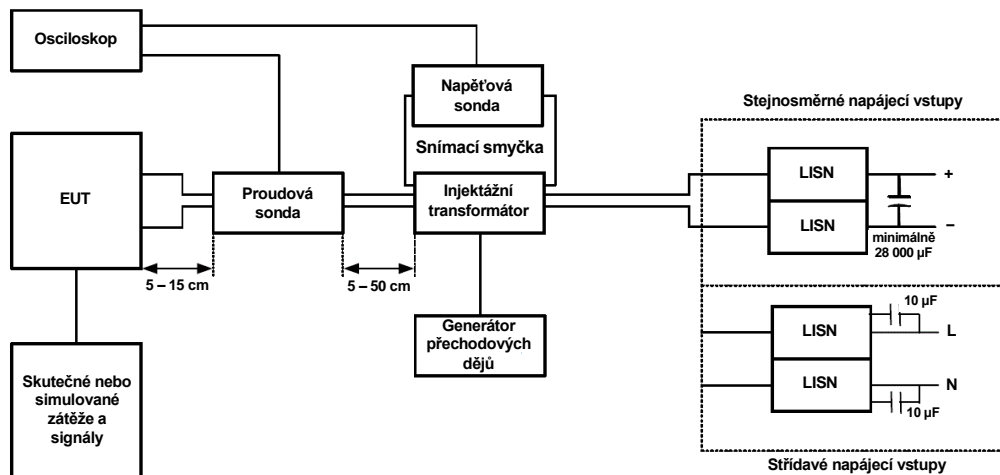 Osciloskop
Napěťová
sonda
Stejnosměrné napájecí vstupy
Snímací smyčka
EUT
Proudová
sonda
Injektážní
transformátor
LISN
+
LISN
–
minimálně
28 000 µF
5 – 15 cm
5 – 50 cm
10 µF
Generátor
přechodových
dějů
LISN
L
LISN
N
10 µF
Skutečné nebo
simulované
zátěže a
signály
Střídavé napájecí vstupy